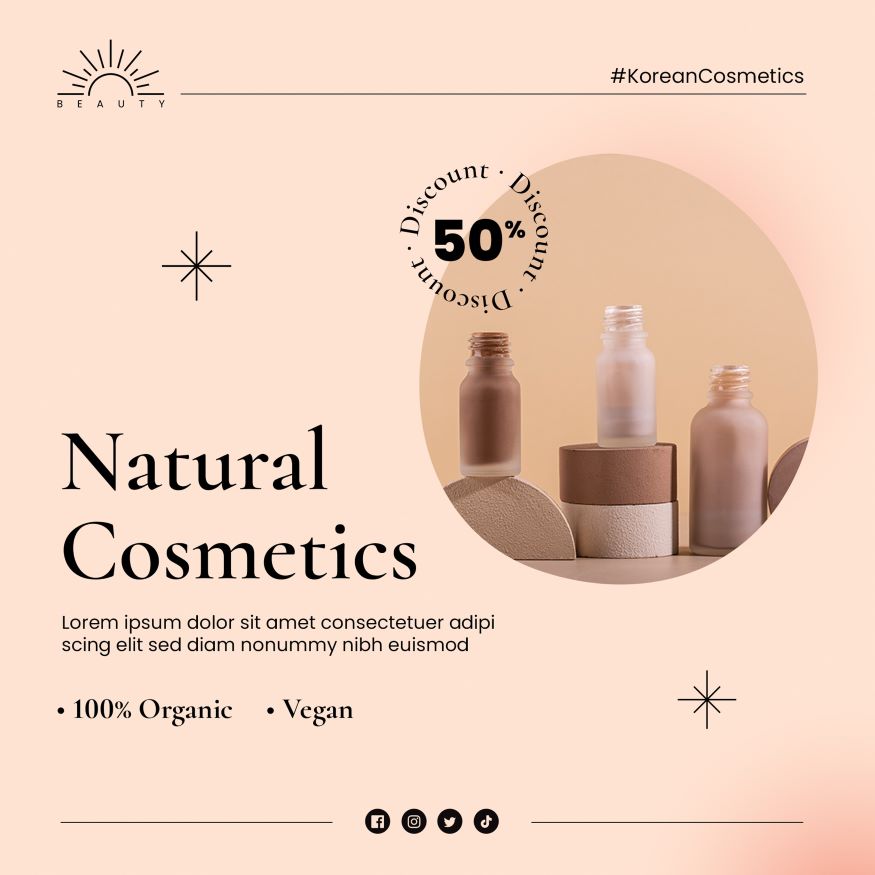 BEAUTY
#KoreanCosmetics
Discount · Discount · Discount ·
50%
Natural
Cosmetics
Lorem ipsum dolor sit amet consectetuer adipi
scing elit sed diam nonummy nibh euismod
• 100% Organic • Vegan